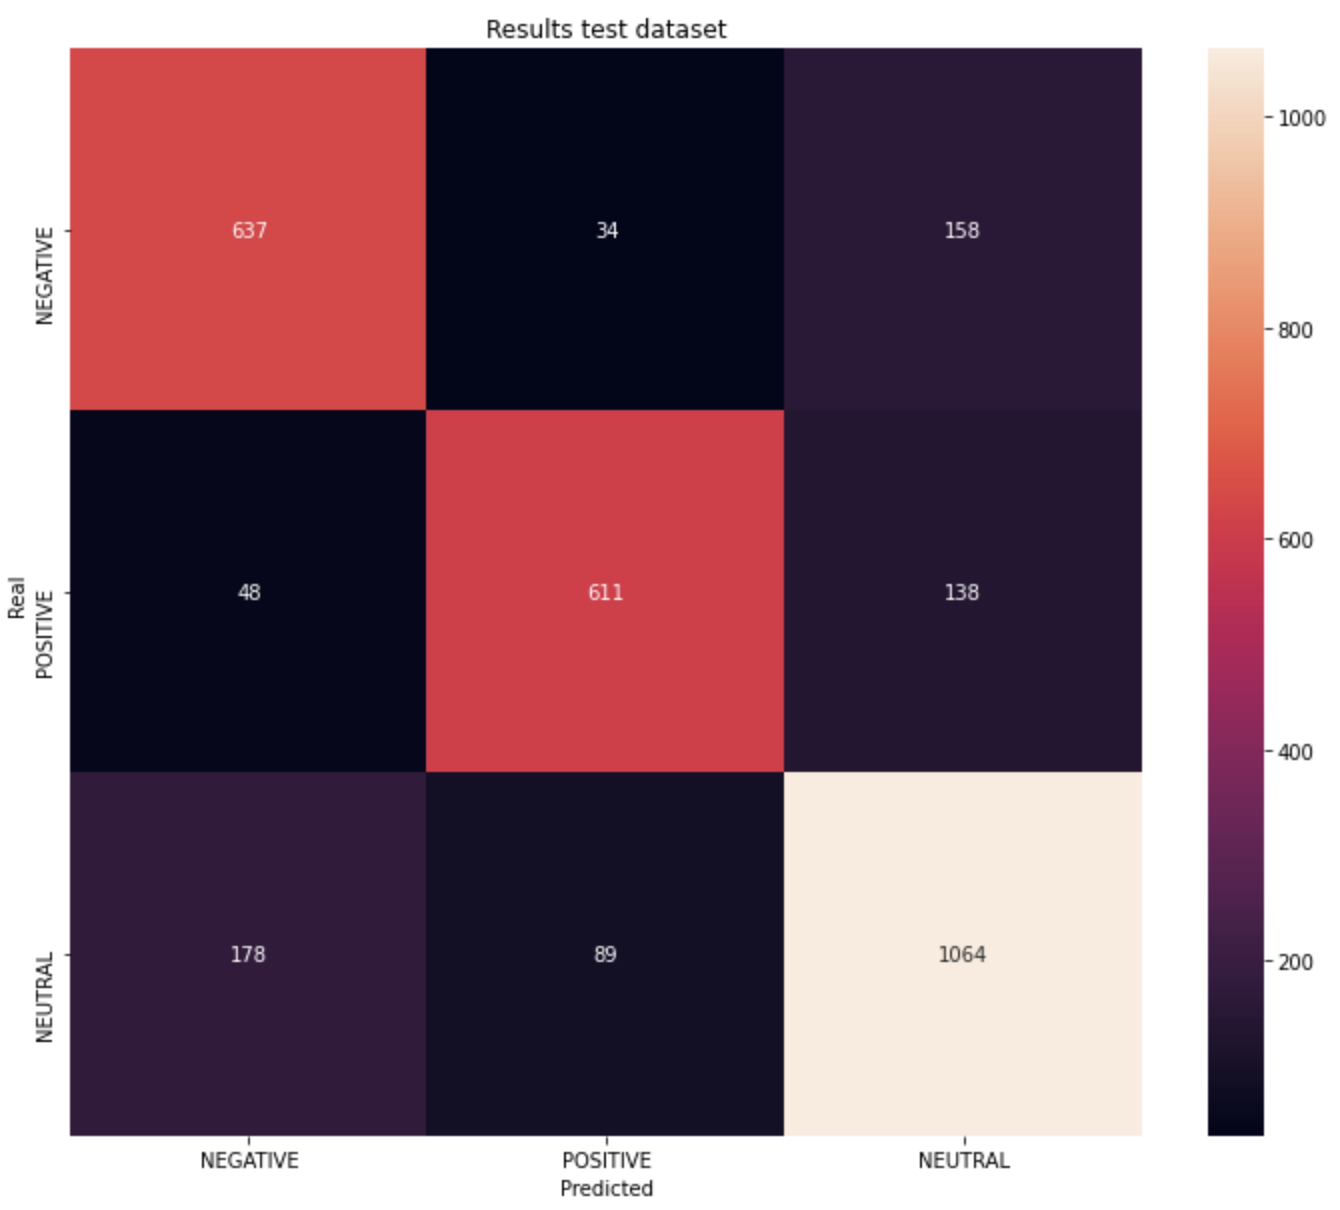 Results test dataset
Real
NEGATIVE
637
34
158
POSITIVE
48
611
138
NEUTRAL
178
89
1064
NEGATIVE
POSITIVE
NEUTRAL
Predicted
1000
800
600
400
200